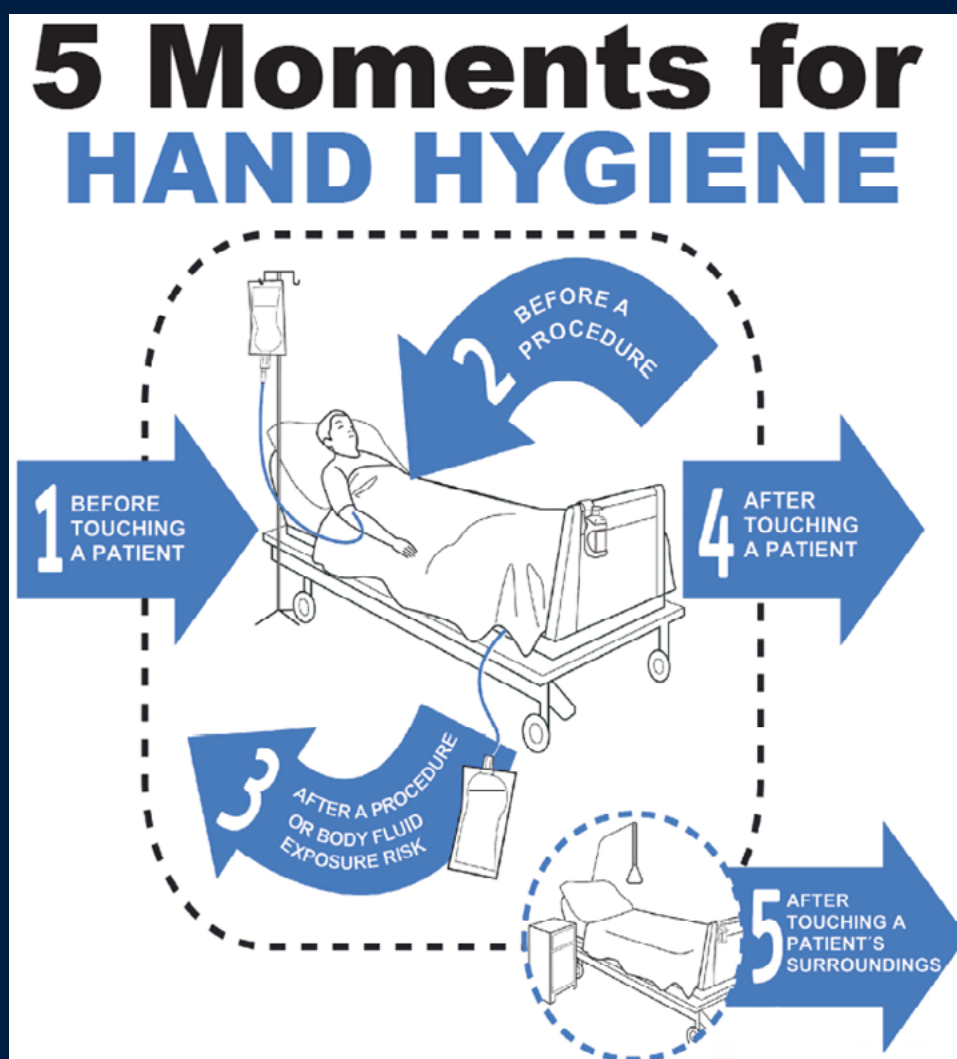 5 Moments for
HAND HYGIENE
1 BEFORE
TOUCHING
A PATIENT
2 BEFORE A
PROCEDURE
3 AFTER A PROCEDURE
OR BODY FLUID
EXPOSURE RISK
4 AFTER
TOUCHING
A PATIENT
5 AFTER
TOUCHING A
PATIENT´S
SURROUNDINGS